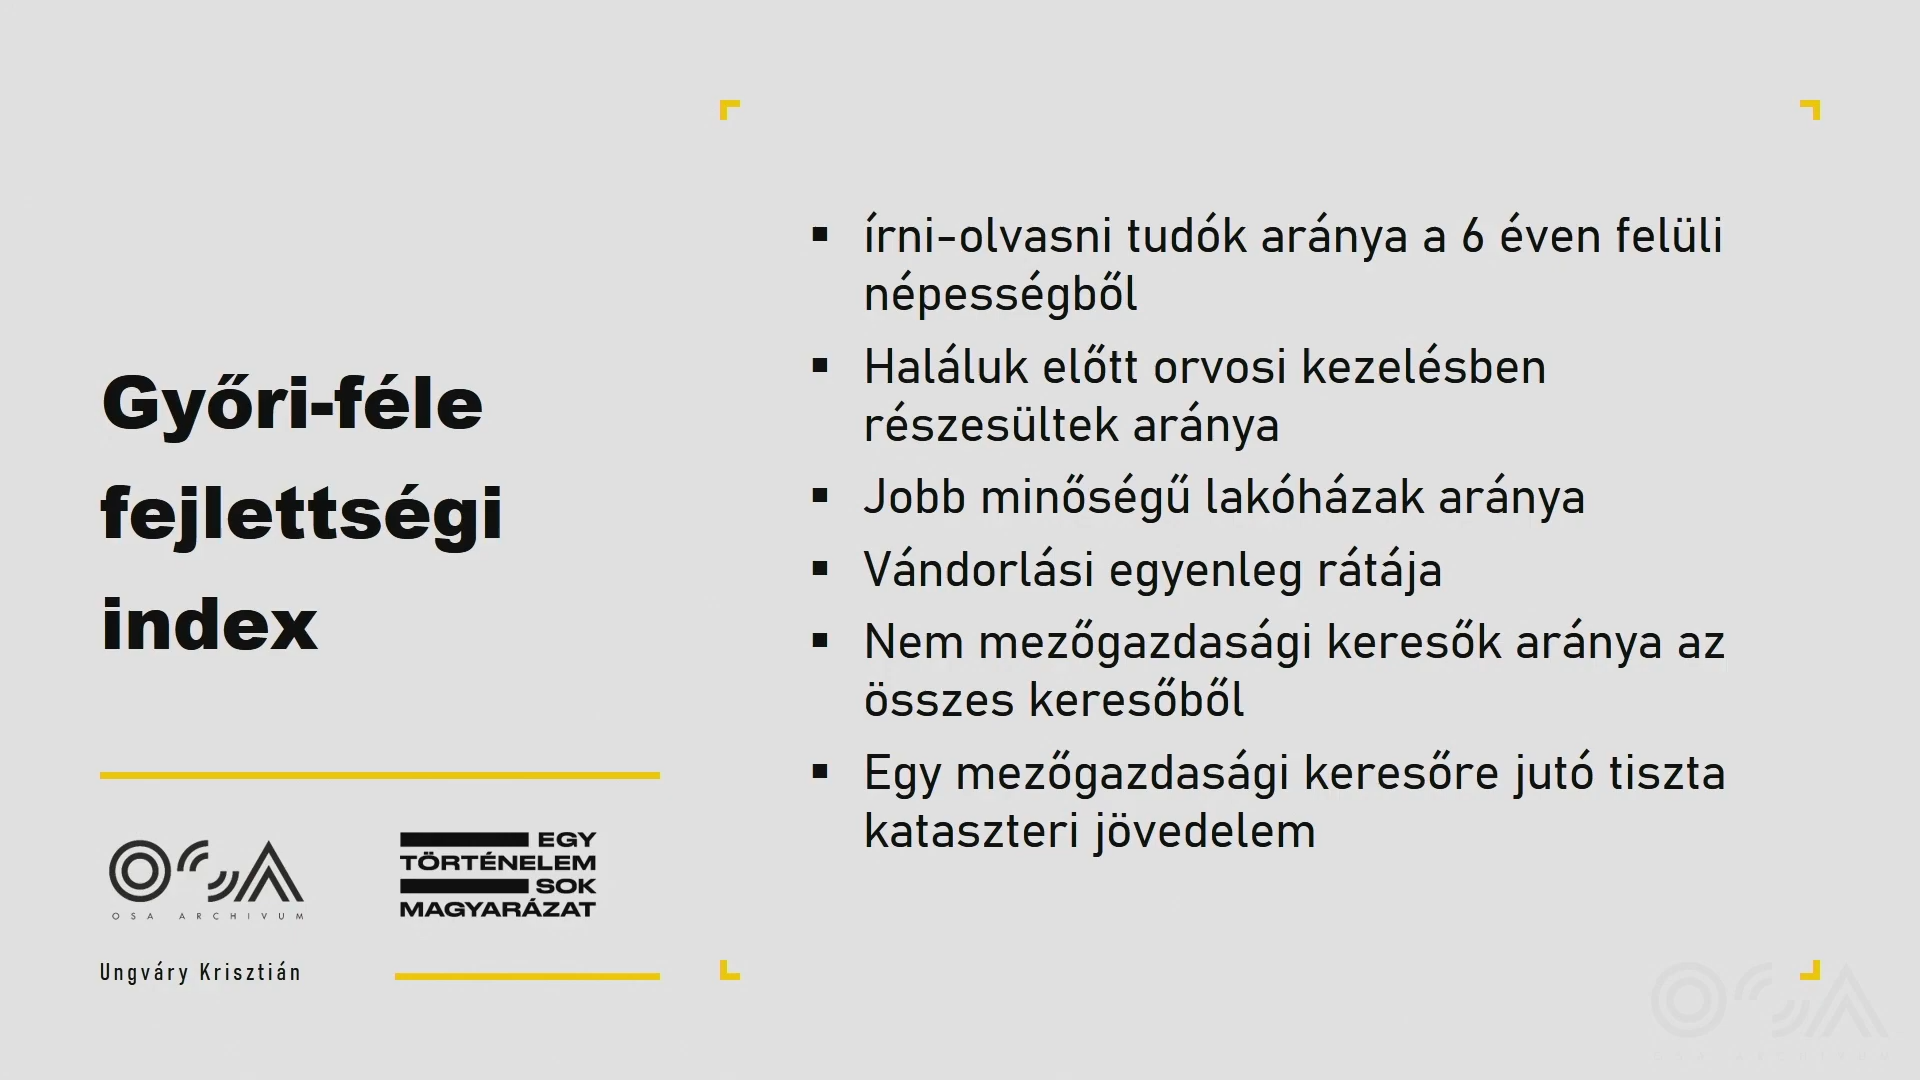 Győri-féle
fejlettségi
index
OSA ARCHIVUM
EGY
TÖRTÉNELEM
SOK
MAGYARÁZAT
Ungváry Krisztián
írni-olvasni tudók aránya a 6 éven felüli
népességből
Haláluk előtt orvosi kezelésben
részesültek aránya
Jobb minőségű lakóházak aránya
Vándorlási egyenleg rátája
Nem mezőgazdasági keresők aránya az
összes keresőből
Egy mezőgazdasági keresőre jutó tiszta
kataszteri jövedelem
OSA ARCHIVUM